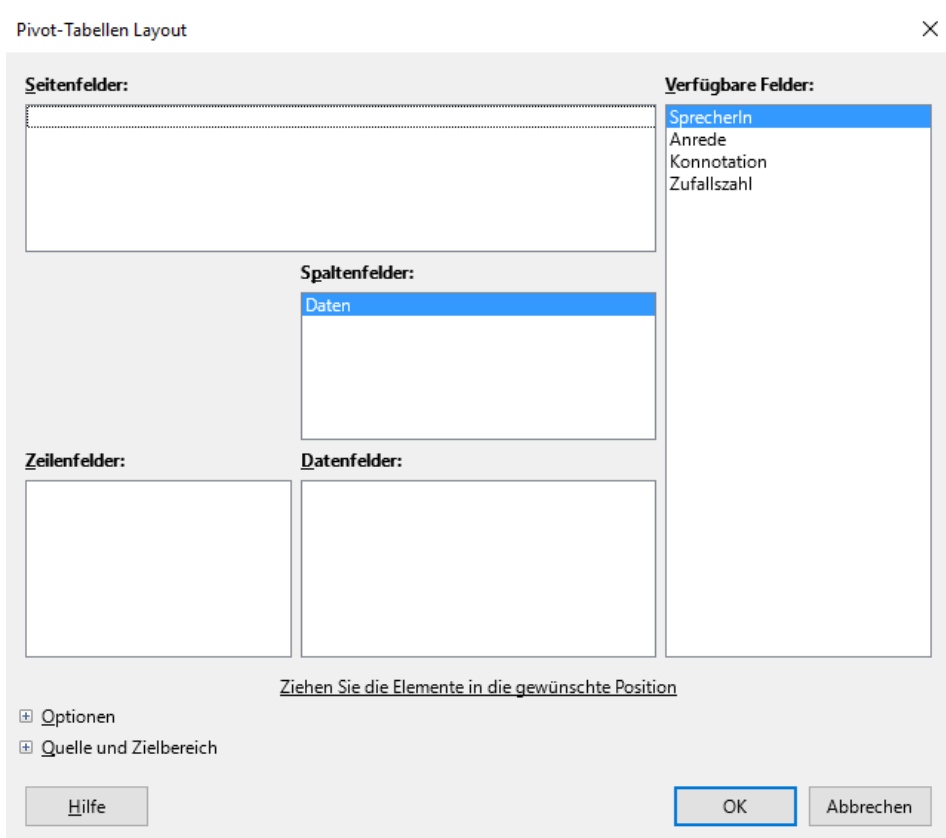 Pivot-Tabellen Layout
Seitenfelder:
Verfügbare Felder:
SprecherIn
Anrede
Konnotation
Zufallszahl
Spaltenfelder:
Daten
Zeilenfelder:
Datenfelder:
Ziehen Sie die Elemente in die gewünschte Position
Optionen
Quelle und Zielbereich
Hilfe
OK
Abbrechen